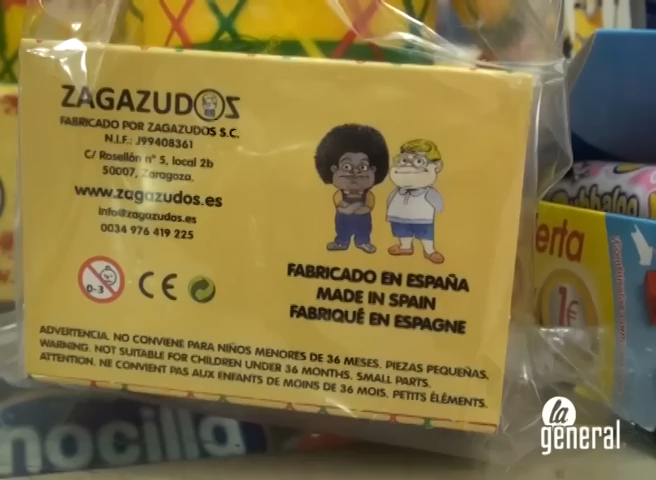 ZAGAZUDOS
FABRICADO POR ZAGAZUDOS S.C.
N.I.F.: J99408361
C/ Rosellón nº 5, local 2b
50007, Zaragoza.
www.zagazudos.es
info@zagazudos.es
0034 976 419 225
0-3
CE
FABRICADO EN ESPAÑA
MADE IN SPAIN
FABRIQUÉ EN ESPAGNE
ADVERTENCIA. NO CONVIENE PARA NIÑOS MENORES DE 36 MESES. PIEZAS PEQUEÑAS.
WARNING. NOT SUITABLE FOR CHILDREN UNDER 36 MONTHS. SMALL PARTS.
ATTENTION. NE CONVIENT PAS AUX ENFANTS DE MOINS DE 36 MOIS. PETITS ÉLÉMENTS.
erta
1€
nocilla
la
general